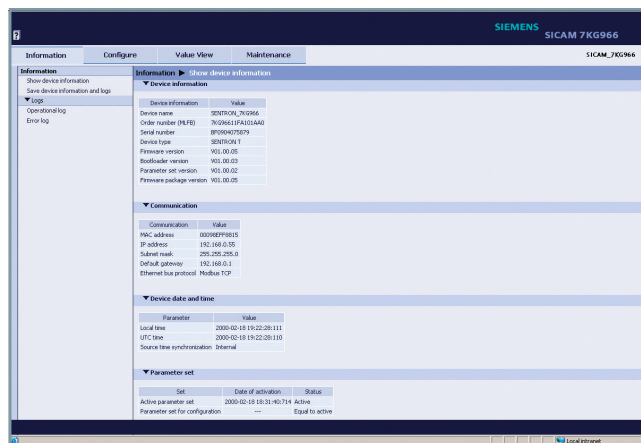 SIEMENS
SICAM 7KG966
?
Information Configure Value View Maintenance SICAM_7KG966
Information
Show device information
Save device information and logs
Logs
Operational log
Error log
Information Show device information
Device information
Device information Value
Device name SENTRON_7KG966
Order number (MLFB) 7KG96611FA101AA0
Serial number BF0904075879
Device type SENTRON T
Firmware version V01.00.05
Bootloader version V01.00.03
Parameter set version V01.00.02
Firmware package version V01.00.05
Communication
Communication Value
MAC address 00098EFF8815
IP address 192.168.0.55
Subnet mask 255.255.255.0
Default gateway 192.168.0.1
Ethernet bus protocol Modbus TCP
Device date and time
Parameter Value
Local time 2000-02-18 19:22:28:111
UTC time 2000-02-18 19:22:28:110
Source time synchronization Internal
Parameter set
Set Date of activation Status
Active parameter set 2000-02-18 18:31:40:714 Active
Parameter set for configuration --- Equal to active
Local intranet